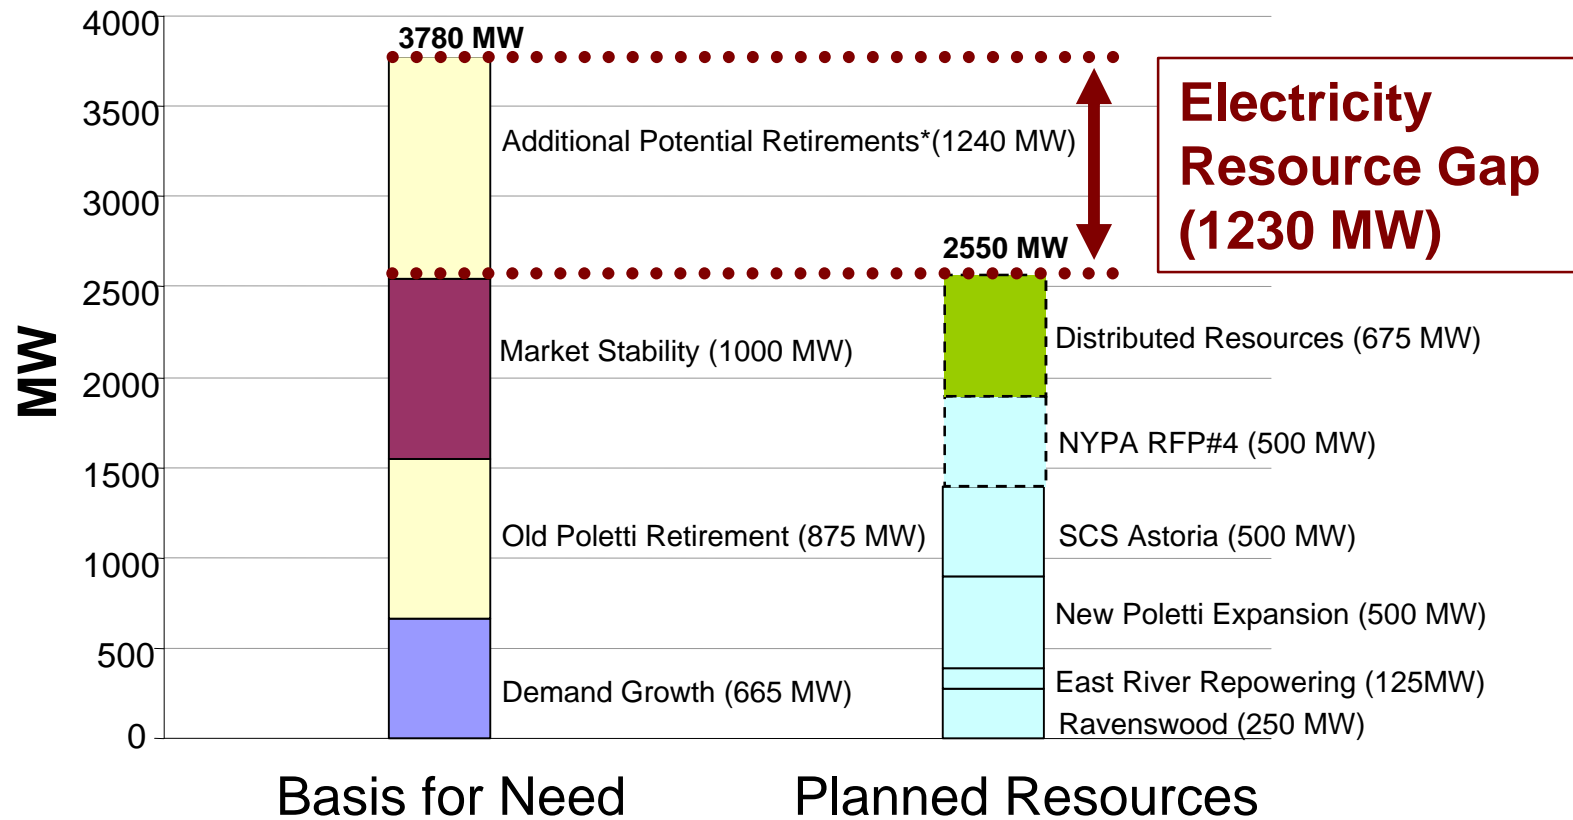 4000
3500
3000
2500
2000
1500
1000
500
0
MW
3780 MW
Additional Potential Retirements*(1240 MW)
Market Stability (1000 MW)
Old Poletti Retirement (875 MW)
Demand Growth (665 MW)
Basis for Need
2550 MW
Distributed Resources (675 MW)
NYPA RFP#4 (500 MW)
SCS Astoria (500 MW)
New Poletti Expansion (500 MW)
East River Repowering (125MW)
Ravenswood (250 MW)
Planned Resources
Electricity
Resource Gap
(1230 MW)